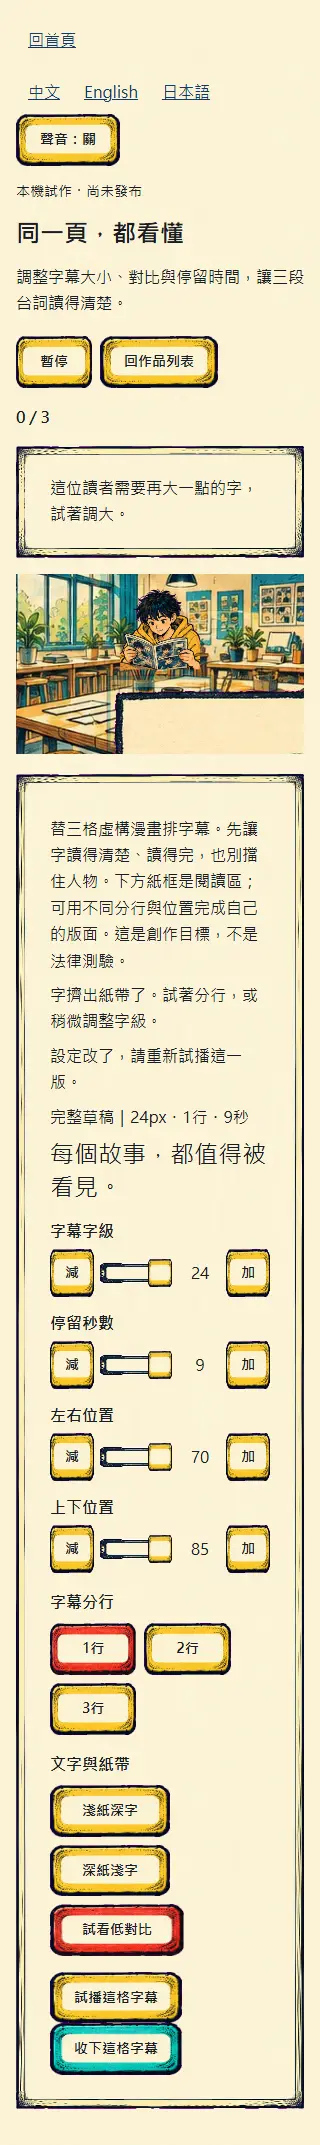 回首頁
中文 English 日本語
聲音：關
本機試作・尚未發布
同一頁，都看懂
調整字幕大小、對比與停留時間，讓三段
台詞讀得清楚。
暫停 回作品列表
0 / 3
這位讀者需要再大一點的字，
試著調大。
替三格虛構漫畫排字幕。先讓
字讀得清楚、讀得完，也別擋
住人物。下方紙框是閱讀區；
可用不同分行與位置完成自己
的版面。這是創作目標，不是
法律測驗。
字擠出紙帶了。試著分行，或
稍微調整字級。
設定改了，請重新試播這一
版。
完整草稿｜24px・1行・9秒
每個故事，都值得被
看見。
字幕字級
減 24 加
停留秒數
減 9 加
左右位置
減 70 加
上下位置
減 85 加
字幕分行
1行 2行
3行
文字與紙帶
淺紙深字
深紙淺字
試看低對比
試播這格字幕
收下這格字幕